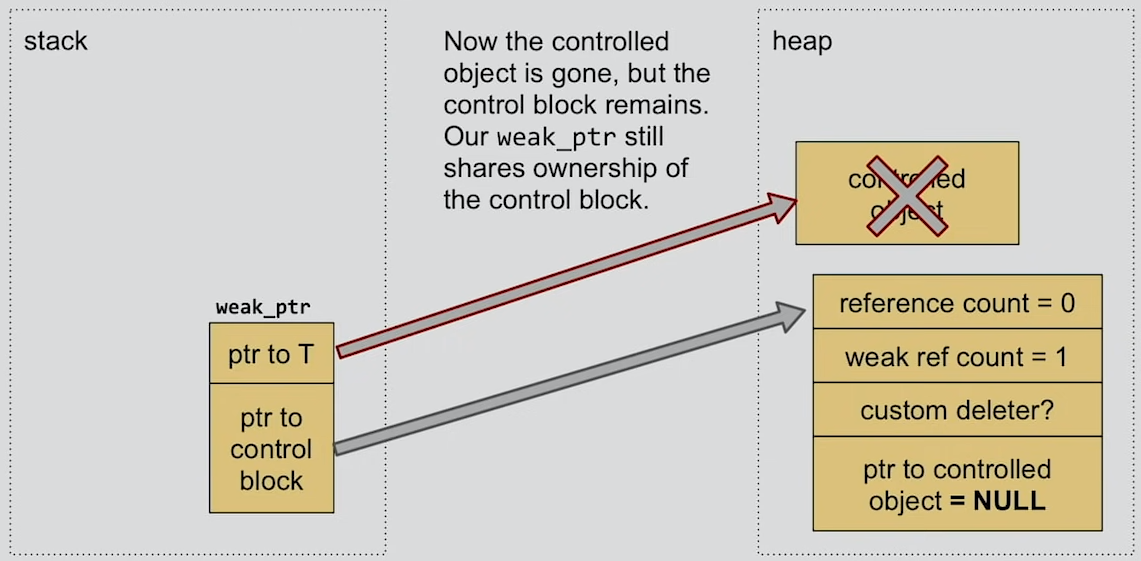 stack
Now the controlled
object is gone, but the
control block remains.
Our weak_ptr still
shares ownership of
the control block.
heap
controlled
object
weak_ptr
ptr to T
ptr to
control
block
reference count = 0
weak ref count = 1
custom deleter?
ptr to controlled
object = NULL